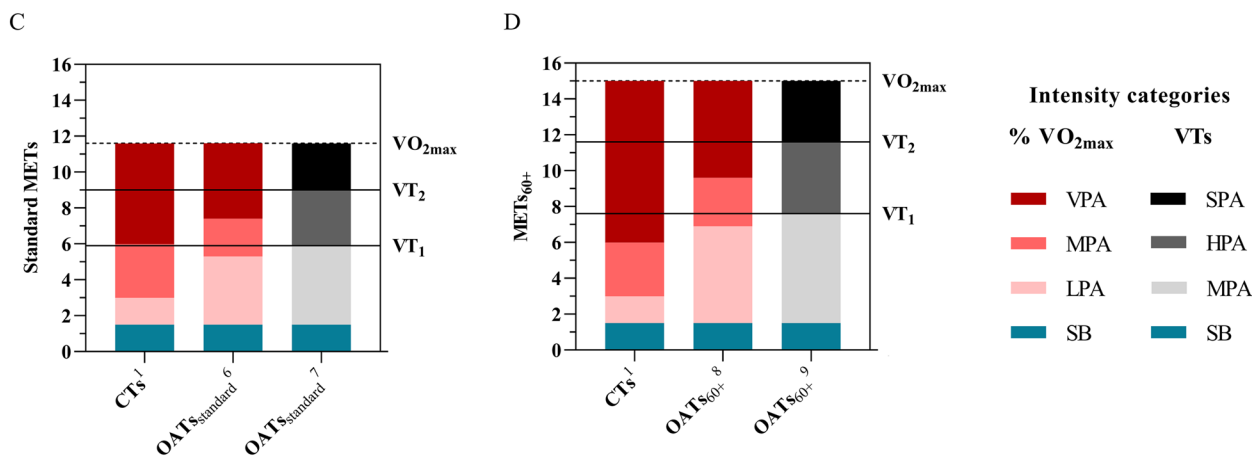 C
16
14
12
10
8
6
4
2
0
Standard METs
VO2max
VT2
VT1
CTs1
OATsstandard6
OATsstandard7
D
16
14
12
10
8
6
4
2
0
METs60+
VO2max
VT2
VT1
CTs1
OATs60+8
OATs60+9
Intensity categories
% VO2max VTs
VPA SPA
MPA HPA
LPA MPA
SB SB